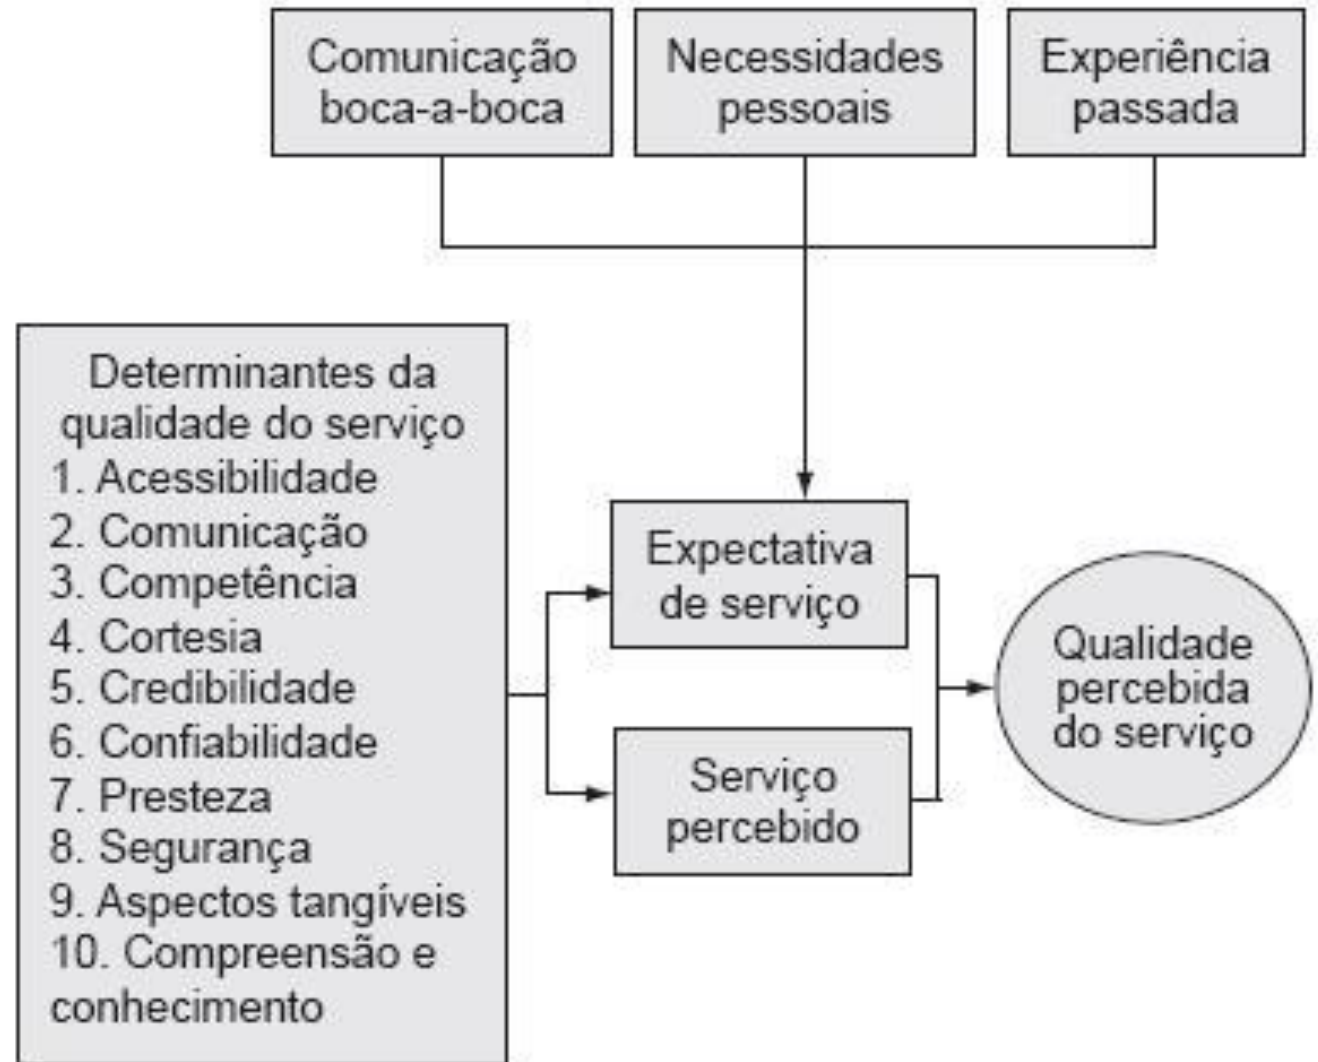 Comunicação
boca-a-boca
Necessidades
pessoais
Experiência
passada
Determinantes da
qualidade do serviço
1. Acessibilidade
2. Comunicação
3. Competência
4. Cortesia
5. Credibilidade
6. Confiabilidade
7. Presteza
8. Segurança
9. Aspectos tangíveis
10. Compreensão e
conhecimento
Expectativa
de serviço
Serviço
percebido
Qualidade
percebida
do serviço